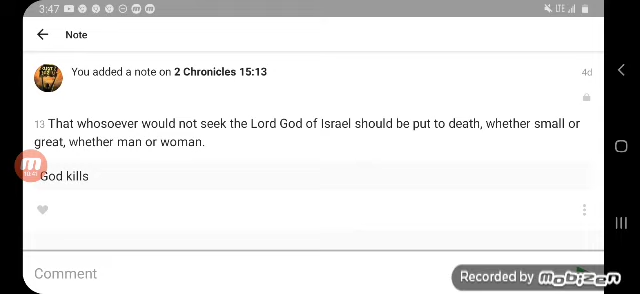 3:47
LTE
Note
You added a note on 2 Chronicles 15:13
4d
13 That whosoever would not seek the Lord God of Israel should be put to death, whether small or
great, whether man or woman.
God kills
Comment
Recorded by mobizen